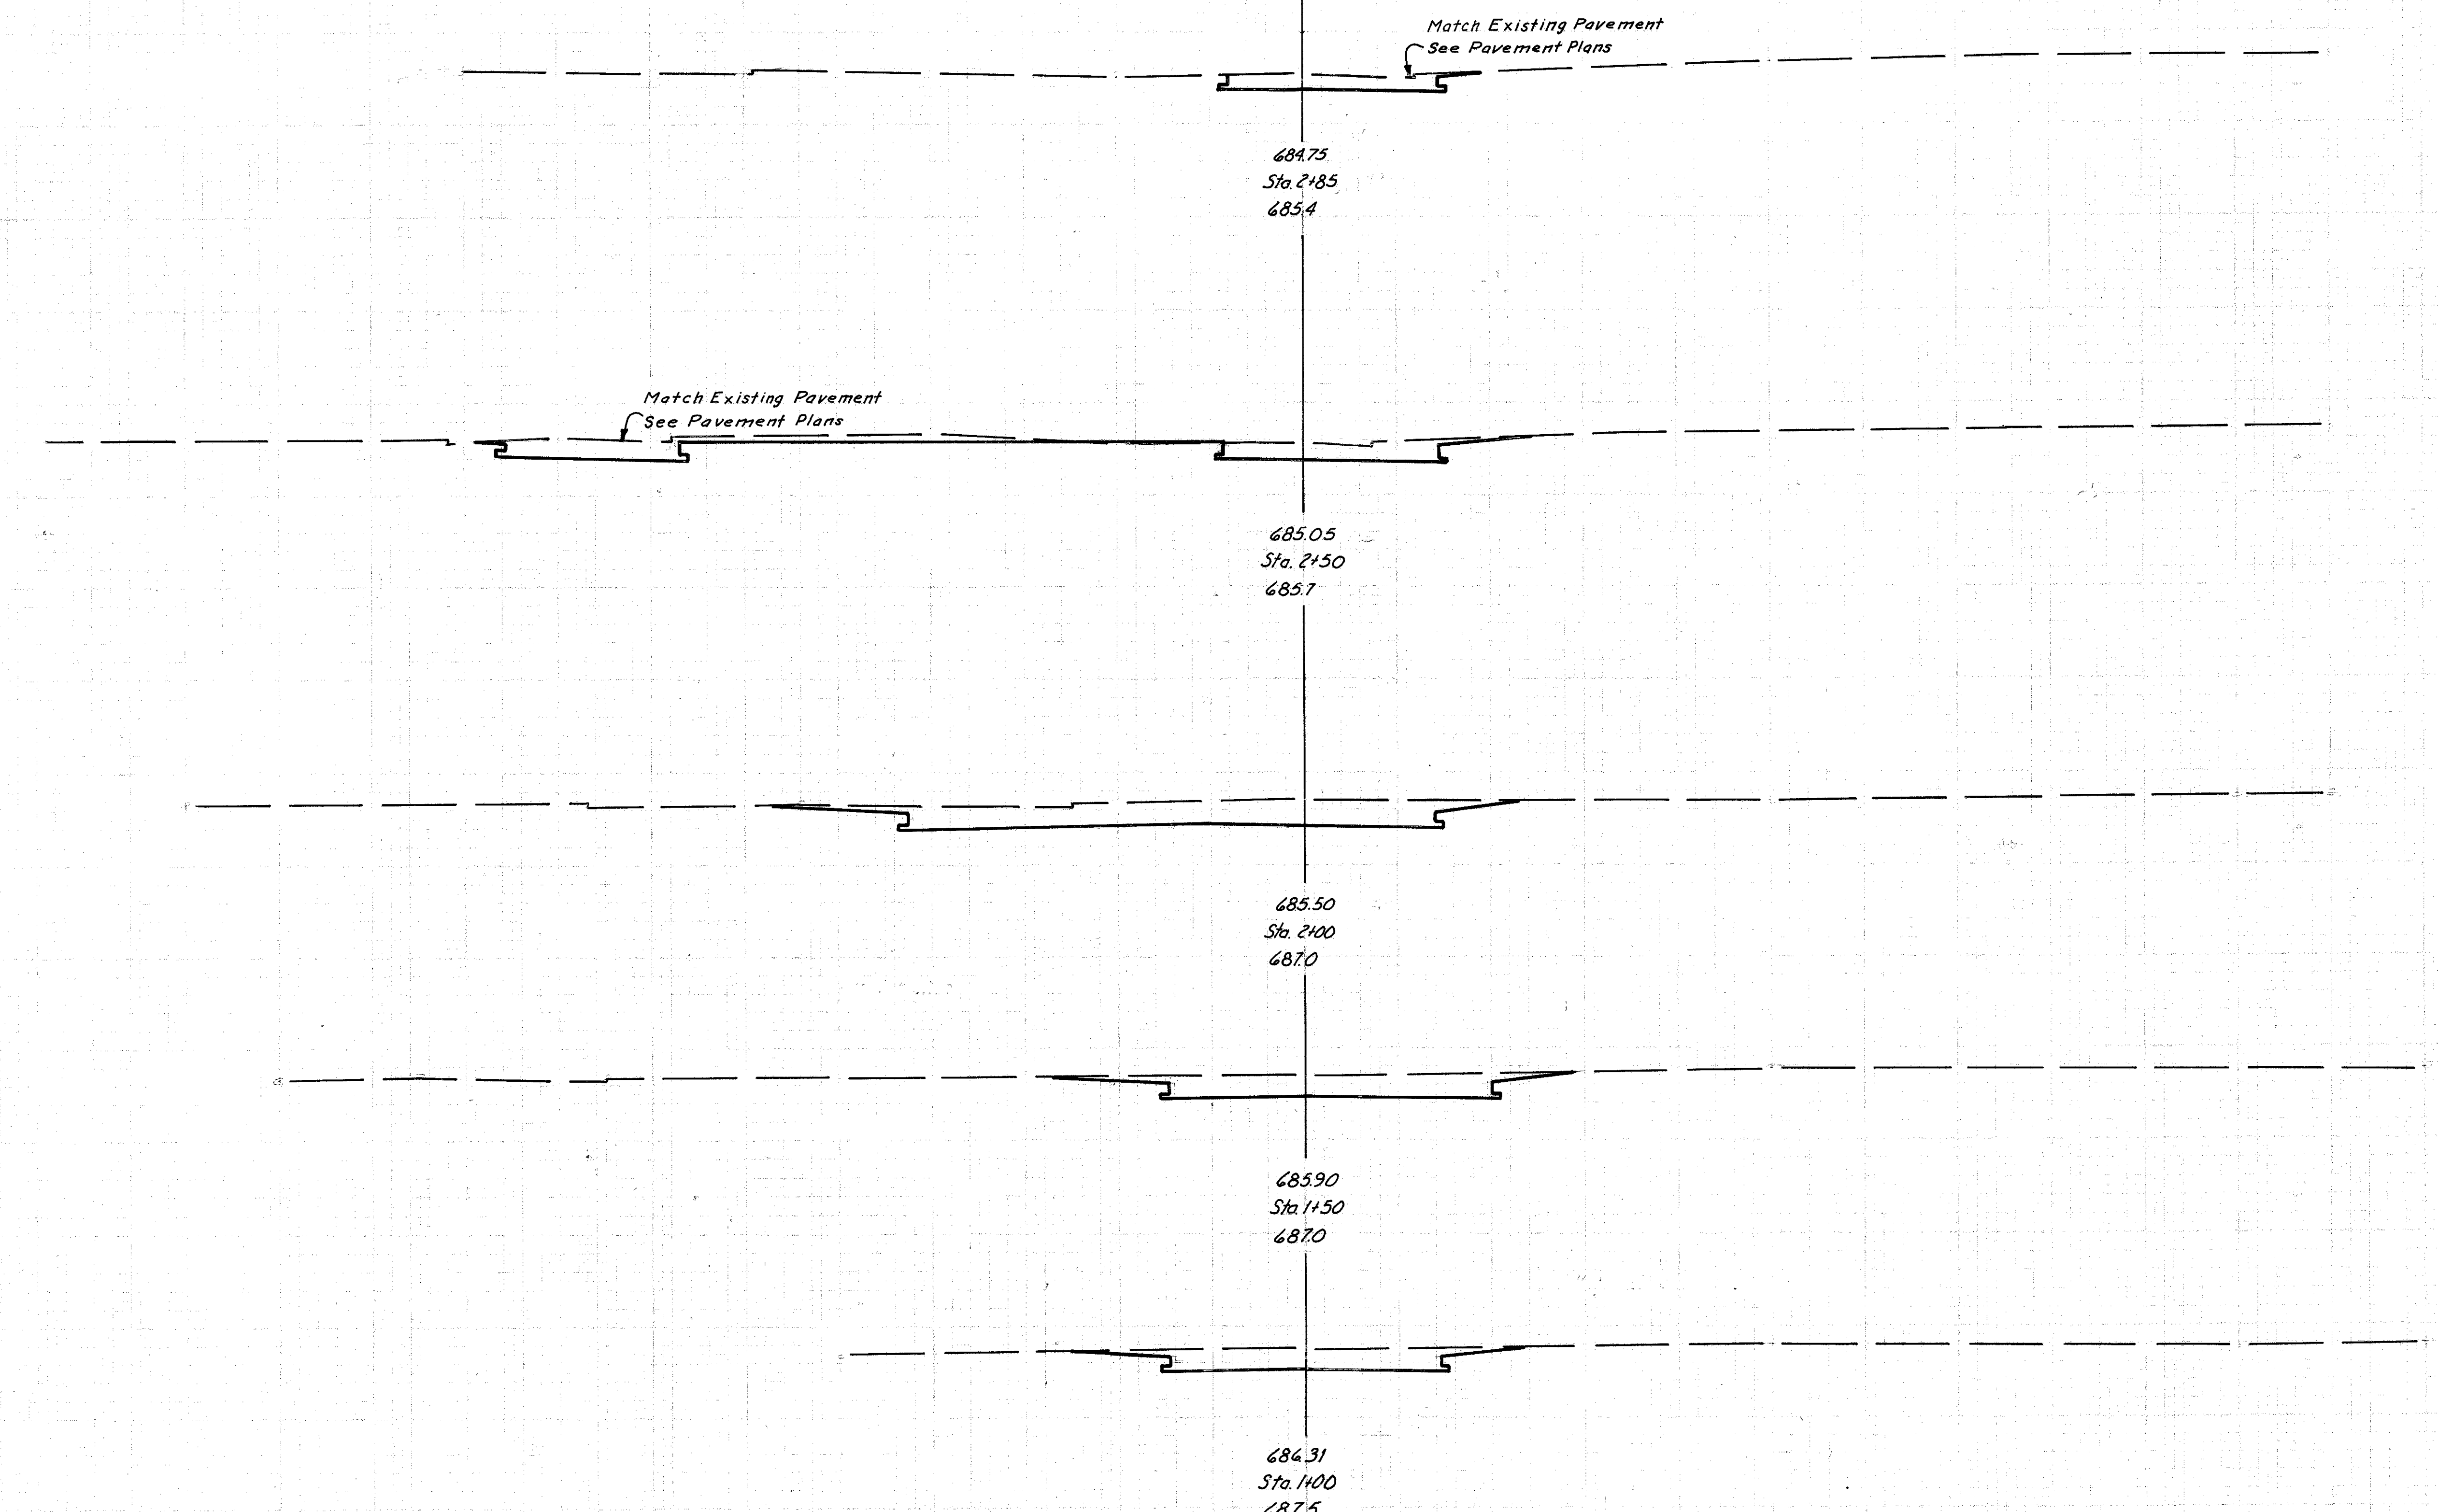 Match Existing Pavement
See Pavement Plans
684.75
Sta. 2+85
685.4
Match Existing Pavement
See Pavement Plans
685.05
Sta. 2+50
685.7
685.50
Sta. 2+00
687.0
685.90
Sta. 1+50
687.0
686.31
Sta. 1+00
687.5